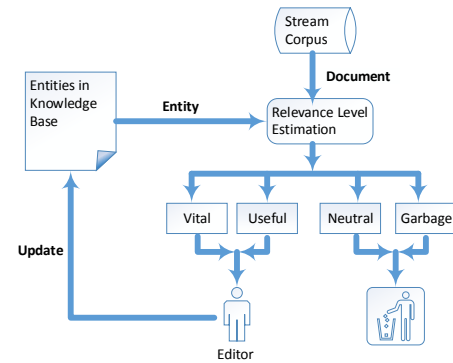 Stream
Corpus
Document
Entities in
Knowledge
Base
Entity
Relevance Level
Estimation
Vital
Useful
Neutral
Garbage
Update
Editor